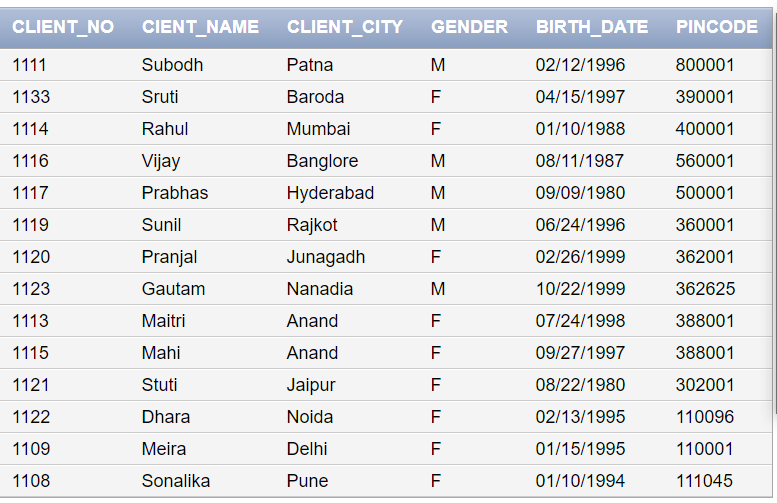 CLIENT_NO CIENT_NAME CLIENT_CITY GENDER BIRTH_DATE PINCODE
1111 Subodh Patna M 02/12/1996 800001
1133 Sruti Baroda F 04/15/1997 390001
1114 Rahul Mumbai F 01/10/1988 400001
1116 Vijay Banglore M 08/11/1987 560001
1117 Prabhas Hyderabad M 09/09/1980 500001
1119 Sunil Rajkot M 06/24/1996 360001
1120 Pranjal Junagadh F 02/26/1999 362001
1123 Gautam Nanadia M 10/22/1999 362625
1113 Maitri Anand F 07/24/1998 388001
1115 Mahi Anand F 09/27/1997 388001
1121 Stuti Jaipur F 08/22/1980 302001
1122 Dhara Noida F 02/13/1995 110096
1109 Meira Delhi F 01/15/1995 110001
1108 Sonalika Pune F 01/10/1994 111045